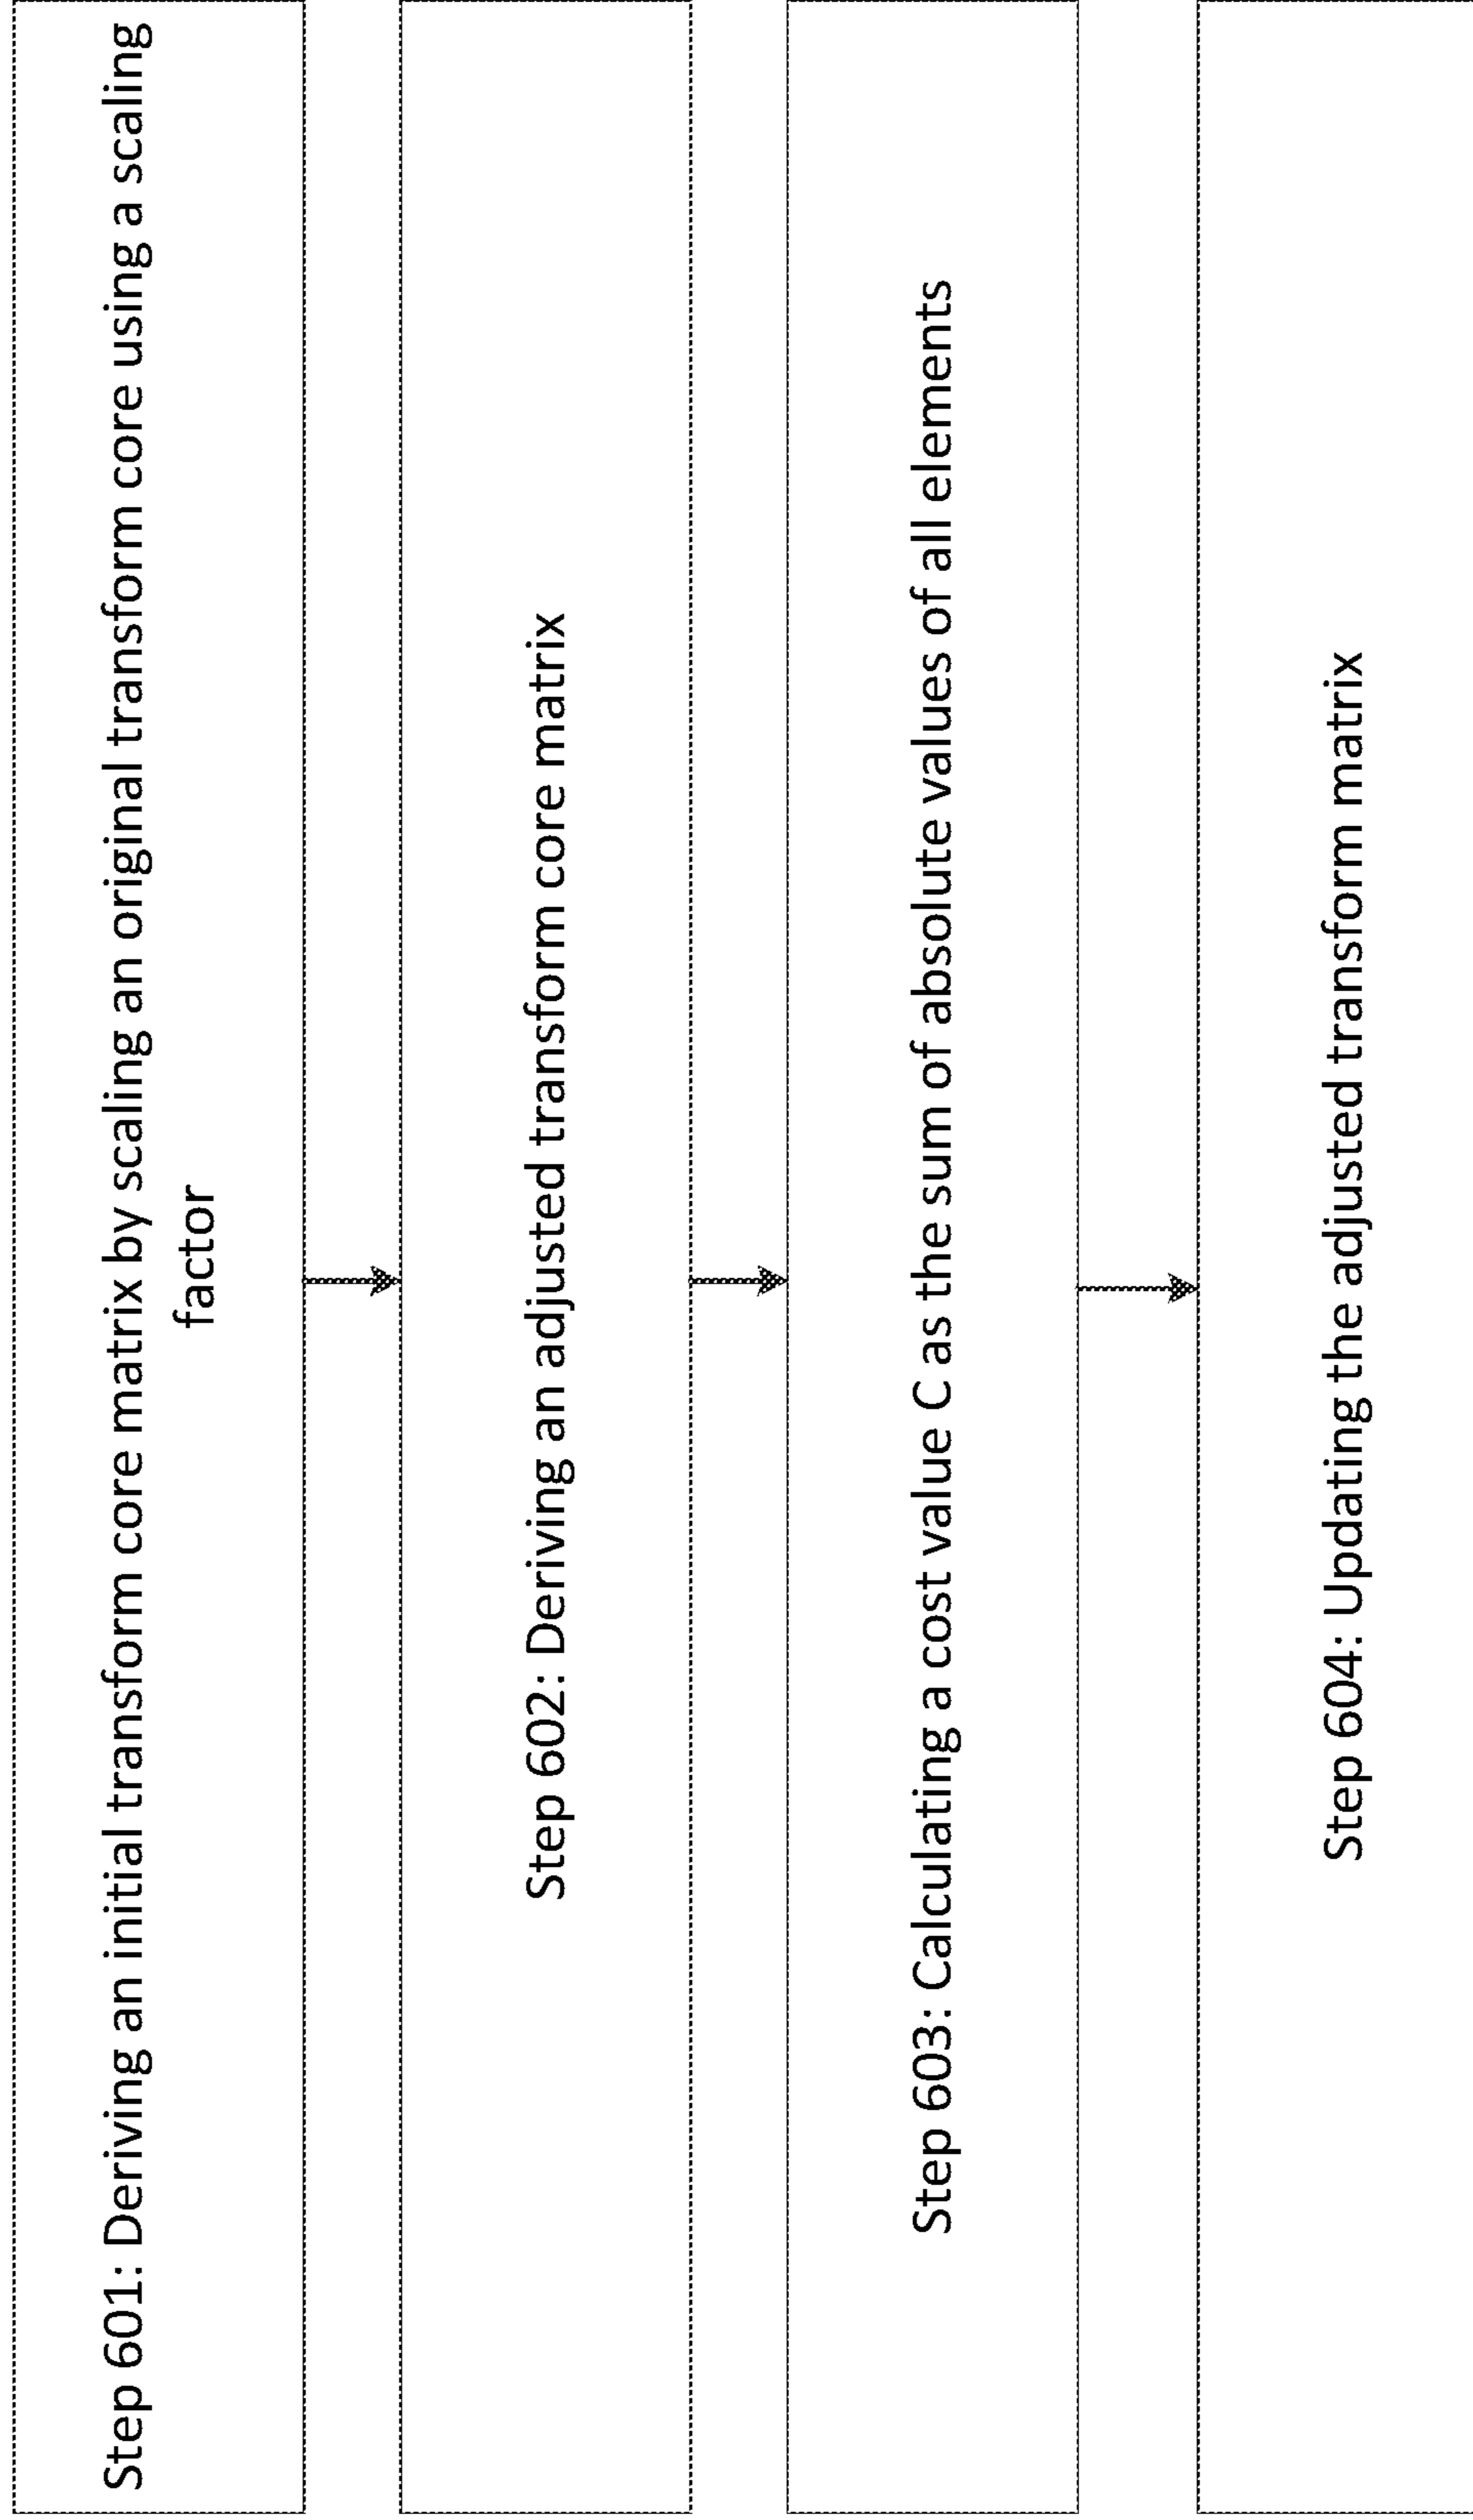 Step 601: Deriving an initial transform core matrix by scaling an original transform core using a scaling
factor
Step 602: Deriving an adjusted transform core matrix
Step 603: Calculating a cost value C as the sum of absolute values of all elements
Step 604: Updating the adjusted transform matrix